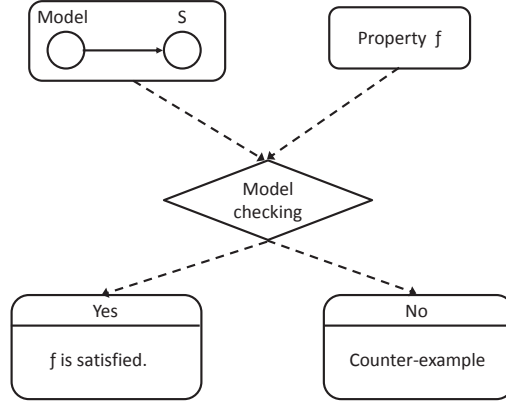 Model S
Property ƒ
Model
checking
Yes
ƒ is satisfied.
No
Counter-example